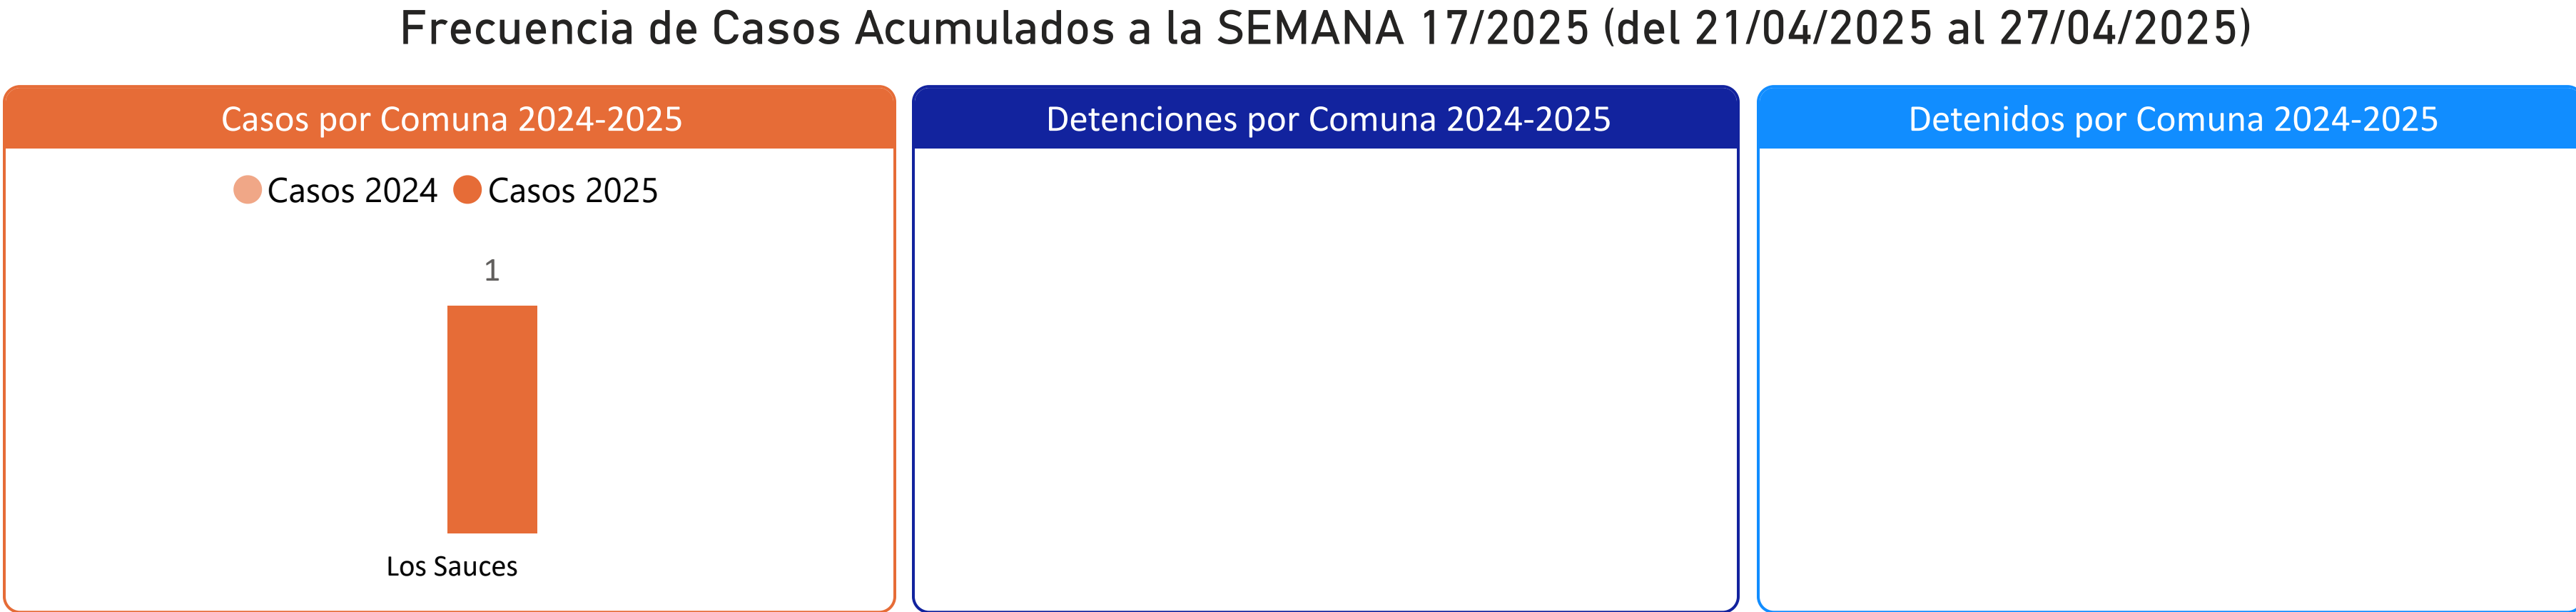 Frecuencia de Casos Acumulados a la SEMANA 17/2025 (del 21/04/2025 al 27/04/2025)
Casos por Comuna 2024-2025
Casos 2024 Casos 2025
1
Los Sauces
Detenciones por Comuna 2024-2025
Detenidos por Comuna 2024-2025